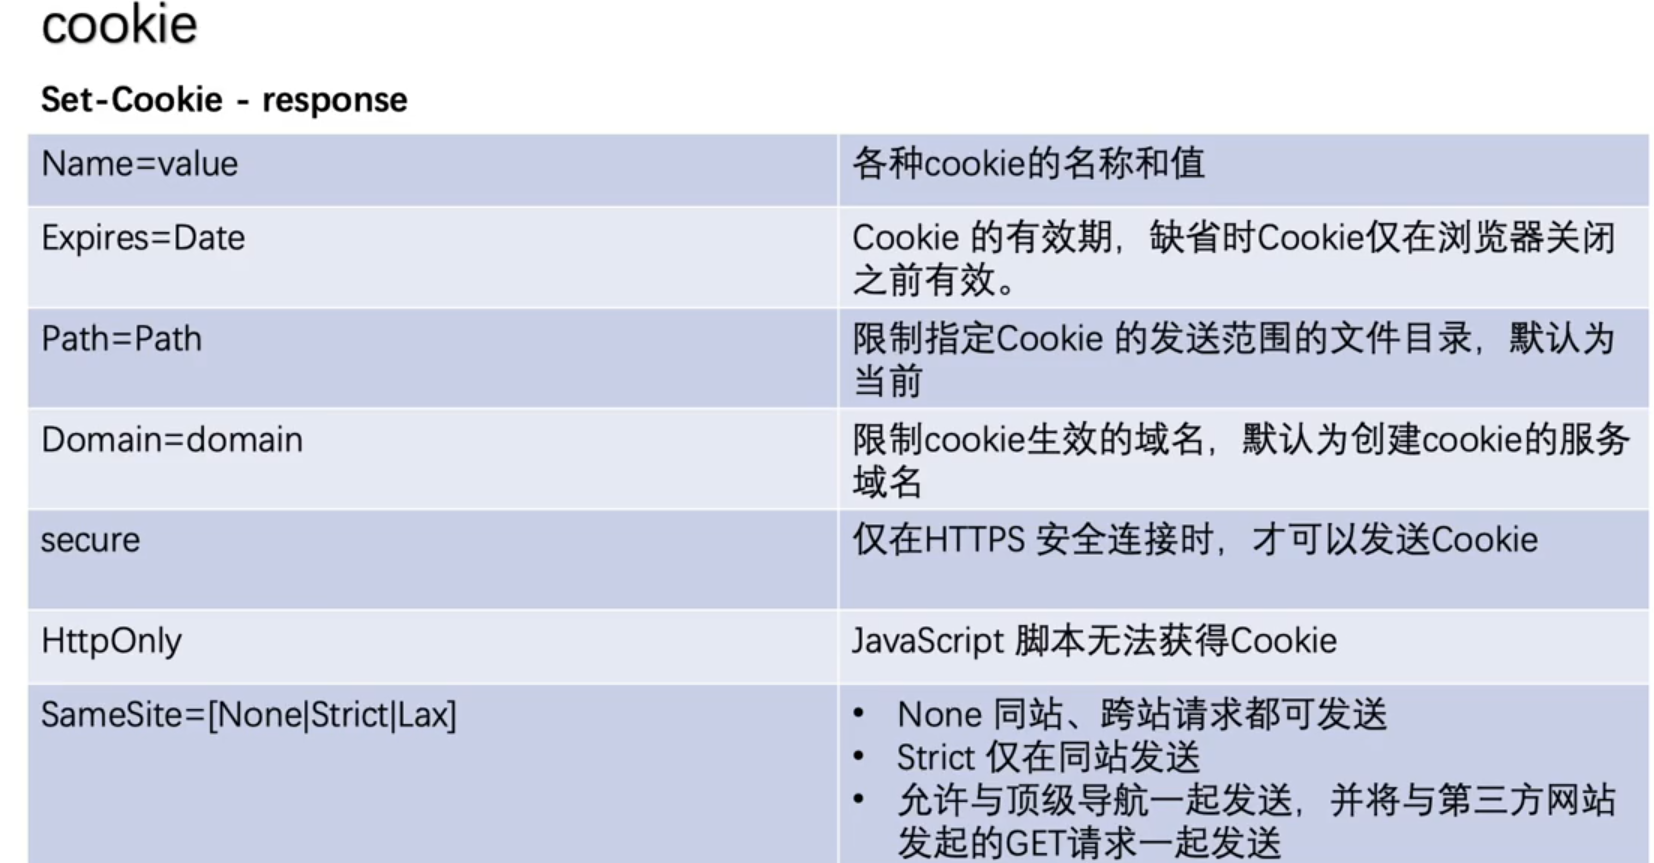 cookie
Set-Cookie - response
Name=value
各种cookie的名称和值
Expires=Date
Cookie 的有效期，缺省时Cookie仅在浏览器关闭
之前有效。
Path=Path
限制指定Cookie 的发送范围的文件目录，默认为
当前
Domain=domain
限制cookie生效的域名，默认为创建cookie的服务
域名
secure
仅在HTTPS 安全连接时，才可以发送Cookie
HttpOnly
JavaScript 脚本无法获得Cookie
SameSite=[None|Strict|Lax]
• None 同站、跨站请求都可发送
• Strict 仅在同站发送
• 允许与顶级导航一起发送，并将与第三方网站
发起的GET请求一起发送